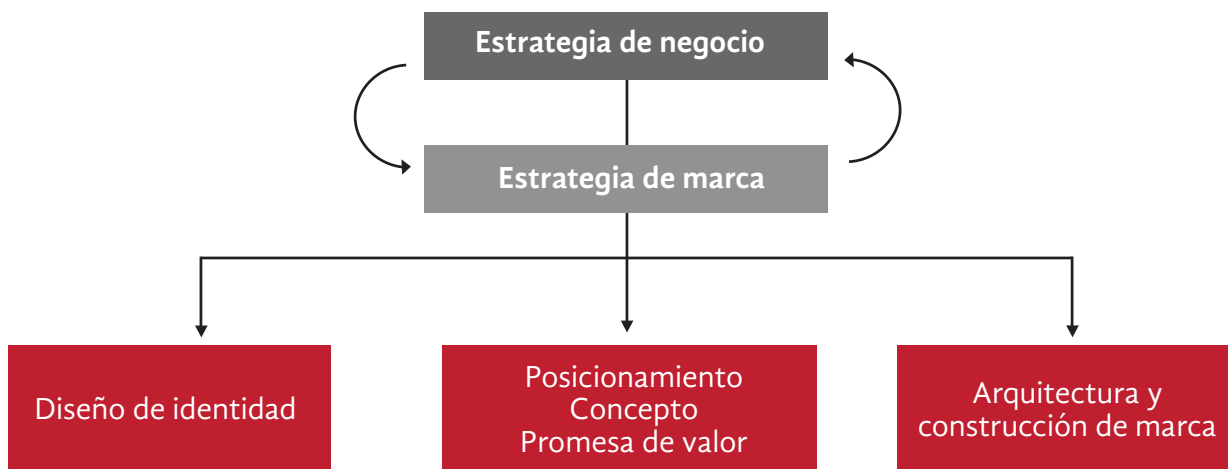 Estrategia de negocio
Estrategia de marca
Diseño de identidad
Posicionamiento
Concepto
Promesa de valor
Arquitectura y
construcción de marca